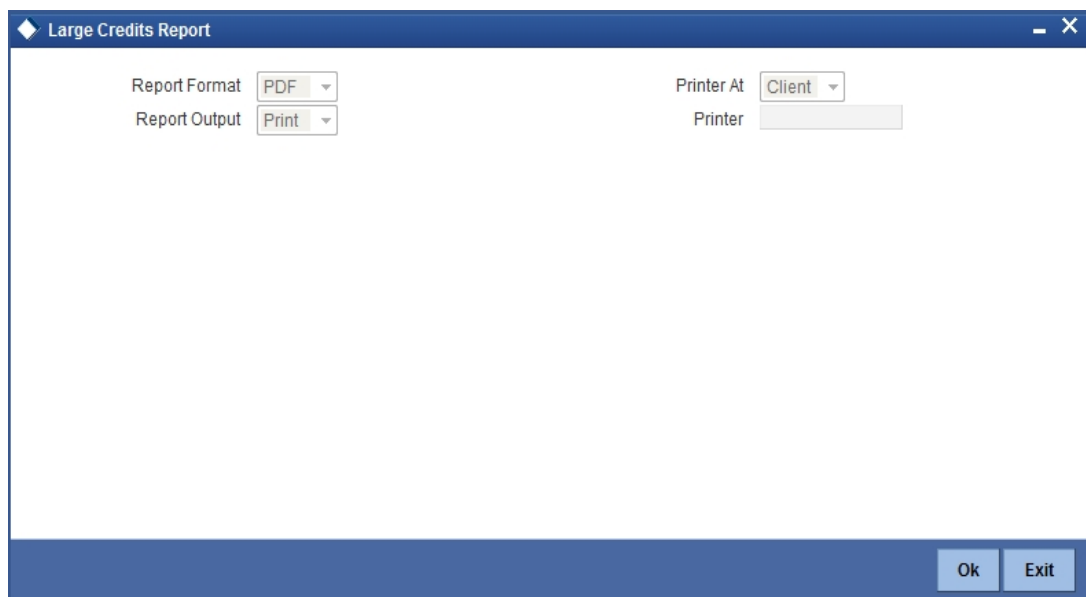 Large Credits Report
Report Format PDF Printer At Client
Report Output Print Printer
Ok Exit